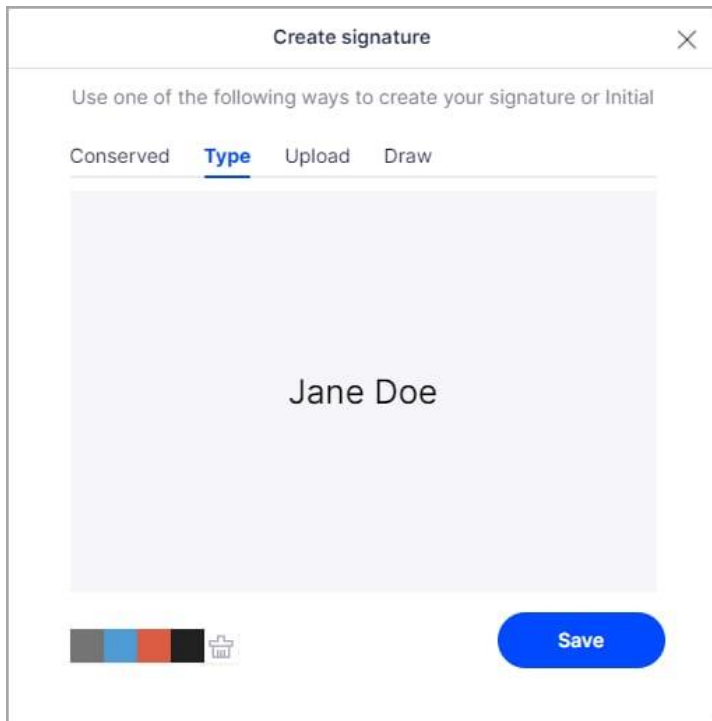 Create signature
Use one of the following ways to create your signature or Initial
Conserved Type Upload Draw
Jane Doe
Save